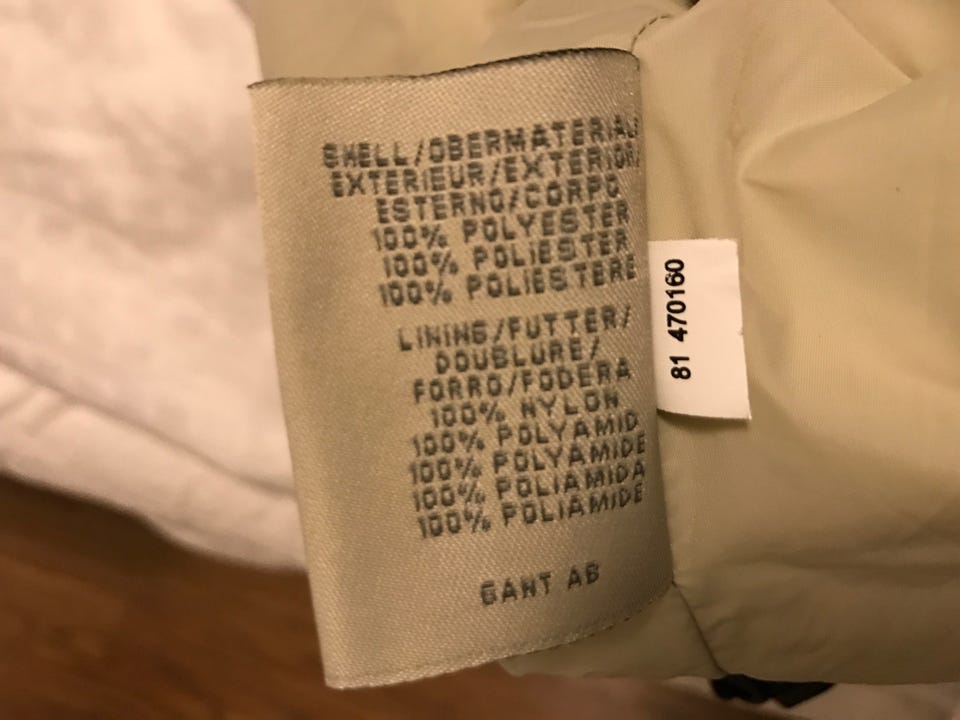 SHELL/OBERMATERIAL/
EXTERIEUR/EXTERIOR/
ESTERNO/CORPO
100% POLYESTER
100% POLIESTER
100% POLIESTERE
LINING/FUTTER/
DOUBLURE/
FORRO/FODERA
100% NYLON
100% POLYAMID
100% POLYAMIDE
100% POLIAMIDA
100% POLIAMIDE
GANT AB
81 470160